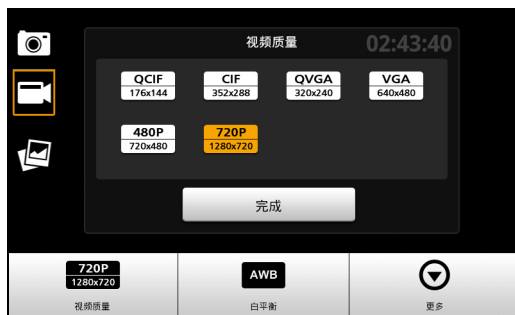 视频质量 02:43:40
QCIF CIF QVGA VGA
176x144 352x288 320x240 640x480
480P 720P
720x480 1280x720
完成
720P
1280x720
AWB
视频质量 白平衡 更多